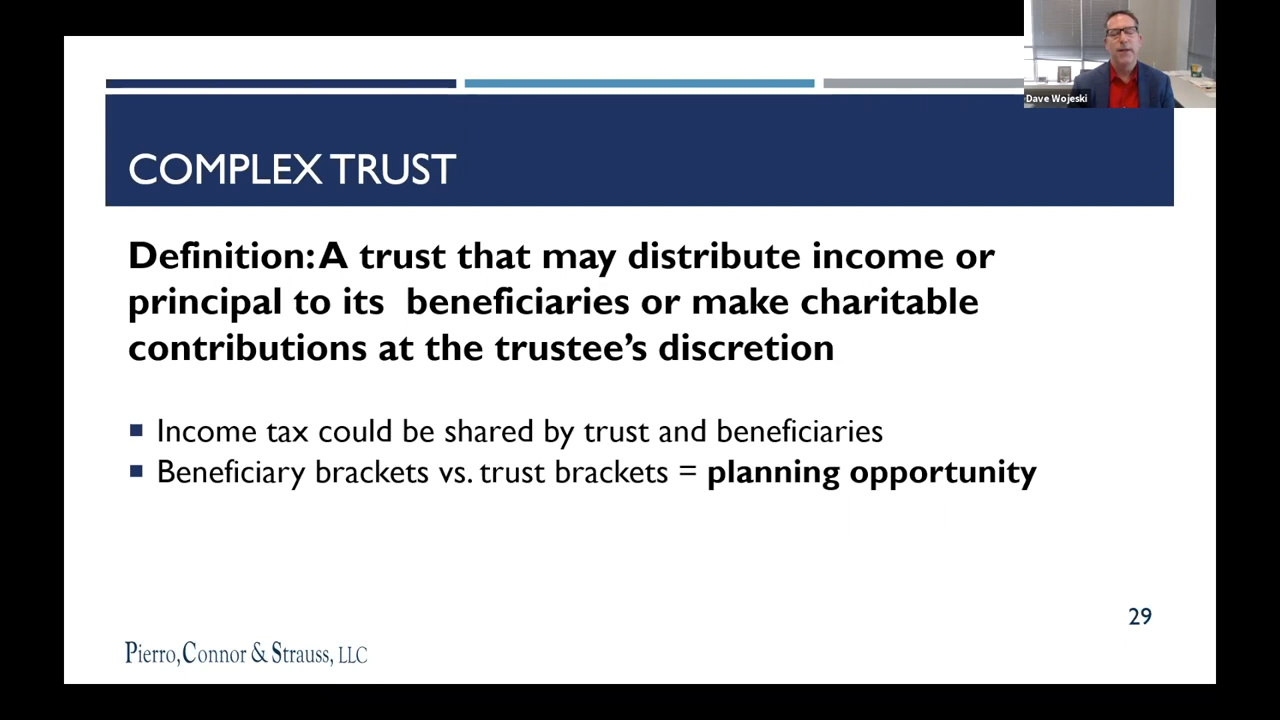 Dave Wojeski
COMPLEX TRUST
Definition: A trust that may distribute income or
principal to its beneficiaries or make charitable
contributions at the trustee’s discretion
Income tax could be shared by trust and beneficiaries
Beneficiary brackets vs. trust brackets = planning opportunity
29
Pierro, Connor & Strauss, LLC